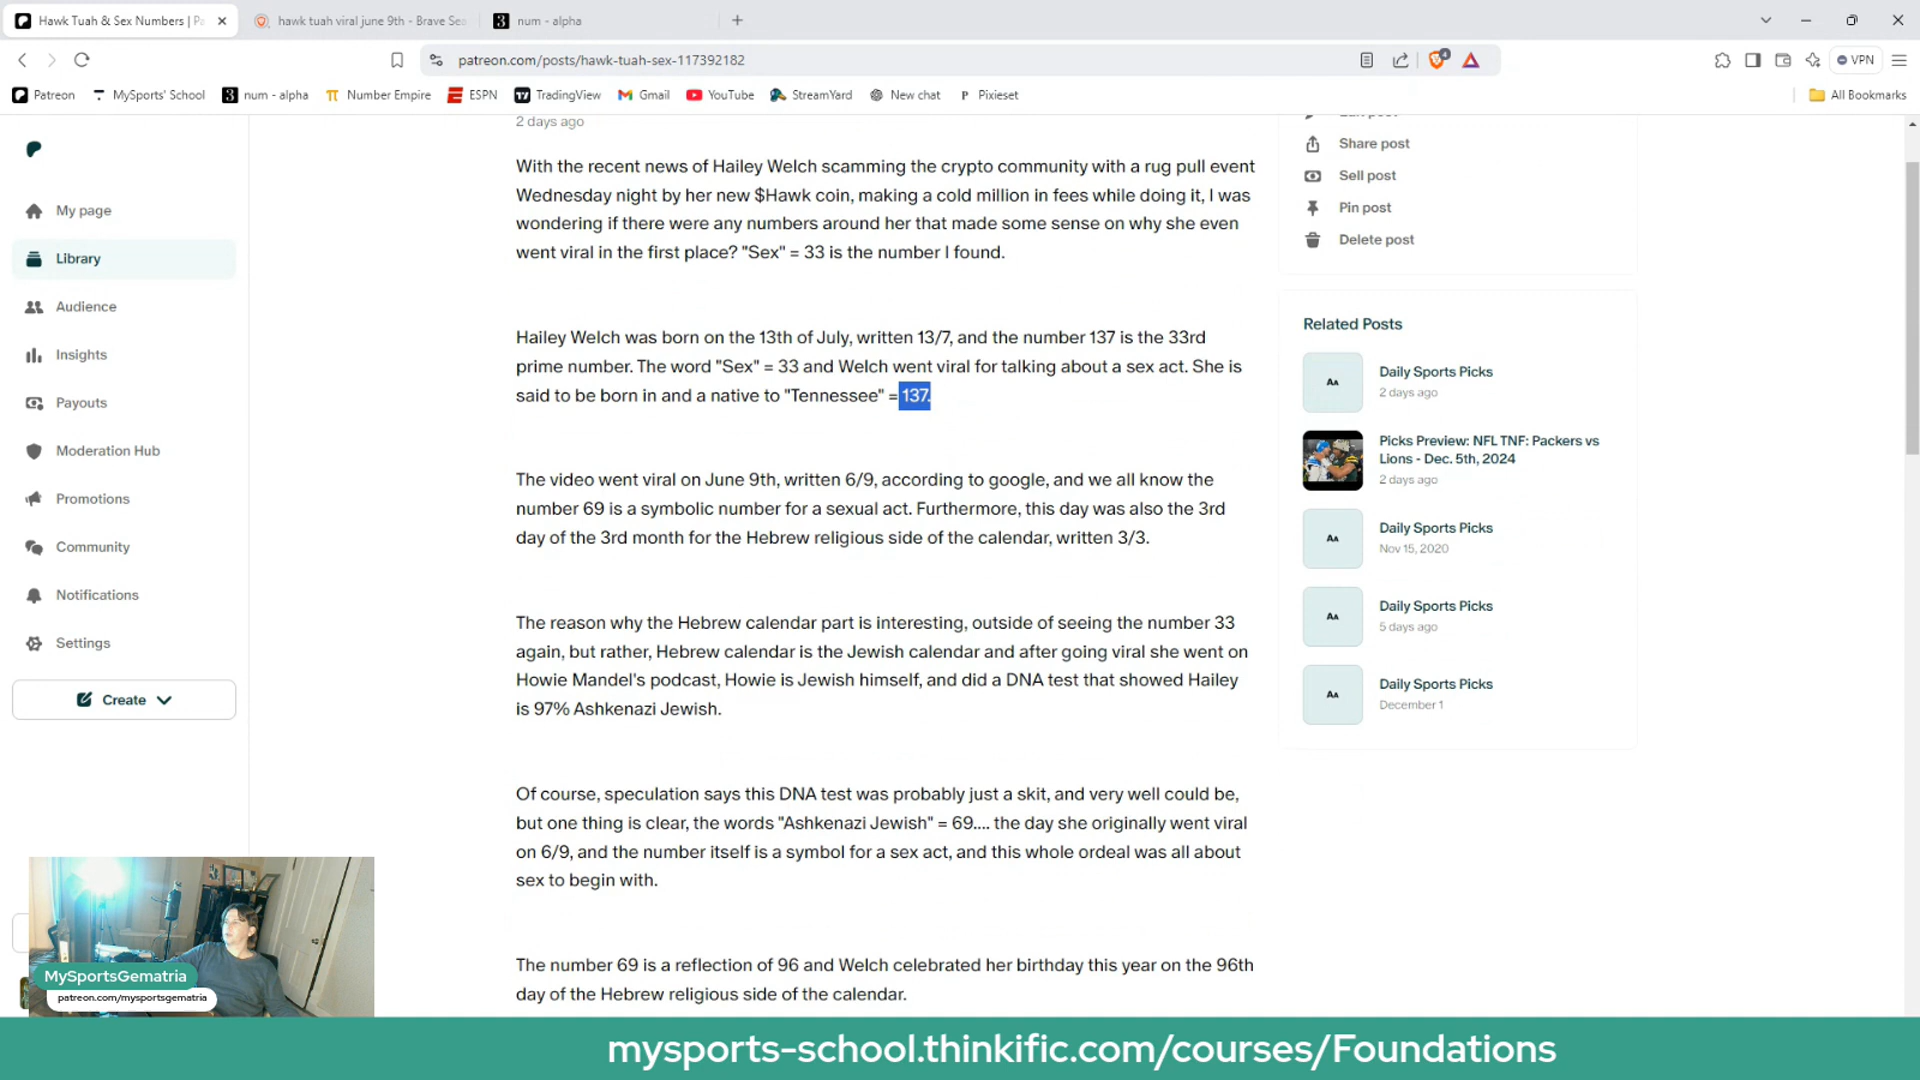 Hawk Tuah & Sex Numbers | Pa
hawk tuah viral june 9th - Brave Sea
num - alpha
patreon.com/posts/hawk-tuah-sex-117392182
4
VPN
Patreon
MySports' School
num - alpha
Number Empire
ESPN
TradingView
Gmail
YouTube
StreamYard
New chat
Pixieset
All Bookmarks
My page
Library
Audience
Insights
Payouts
Moderation Hub
Promotions
Community
Notifications
Settings
Create
2 days ago
With the recent news of Hailey Welch scamming the crypto community with a rug pull event
Wednesday night by her new $Hawk coin, making a cold million in fees while doing it, I was
wondering if there were any numbers around her that made some sense on why she even
went viral in the first place? "Sex" = 33 is the number I found.
Hailey Welch was born on the 13th of July, written 13/7, and the number 137 is the 33rd
prime number. The word "Sex" = 33 and Welch went viral for talking about a sex act. She is
said to be born in and a native to "Tennessee" = 137.
The video went viral on June 9th, written 6/9, according to google, and we all know the
number 69 is a symbolic number for a sexual act. Furthermore, this day was also the 3rd
day of the 3rd month for the Hebrew religious side of the calendar, written 3/3.
The reason why the Hebrew calendar part is interesting, outside of seeing the number 33
again, but rather, Hebrew calendar is the Jewish calendar and after going viral she went on
Howie Mandel's podcast, Howie is Jewish himself, and did a DNA test that showed Hailey
is 97% Ashkenazi Jewish.
Of course, speculation says this DNA test was probably just a skit, and very well could be,
but one thing is clear, the words "Ashkenazi Jewish" = 69.... the day she originally went viral
on 6/9, and the number itself is a symbol for a sex act, and this whole ordeal was all about
sex to begin with.
The number 69 is a reflection of 96 and Welch celebrated her birthday this year on the 96th
day of the Hebrew religious side of the calendar.
Edit post
Share post
Sell post
Pin post
Delete post
Related Posts
AA
Daily Sports Picks
2 days ago
Picks Preview: NFL TNF: Packers vs
Lions - Dec. 5th, 2024
2 days ago
AA
Daily Sports Picks
Nov 15, 2020
AA
Daily Sports Picks
5 days ago
AA
Daily Sports Picks
December 1
MySportsGematria
patreon.com/mysportsgematria
mysports-school.thinkific.com/courses/Foundations